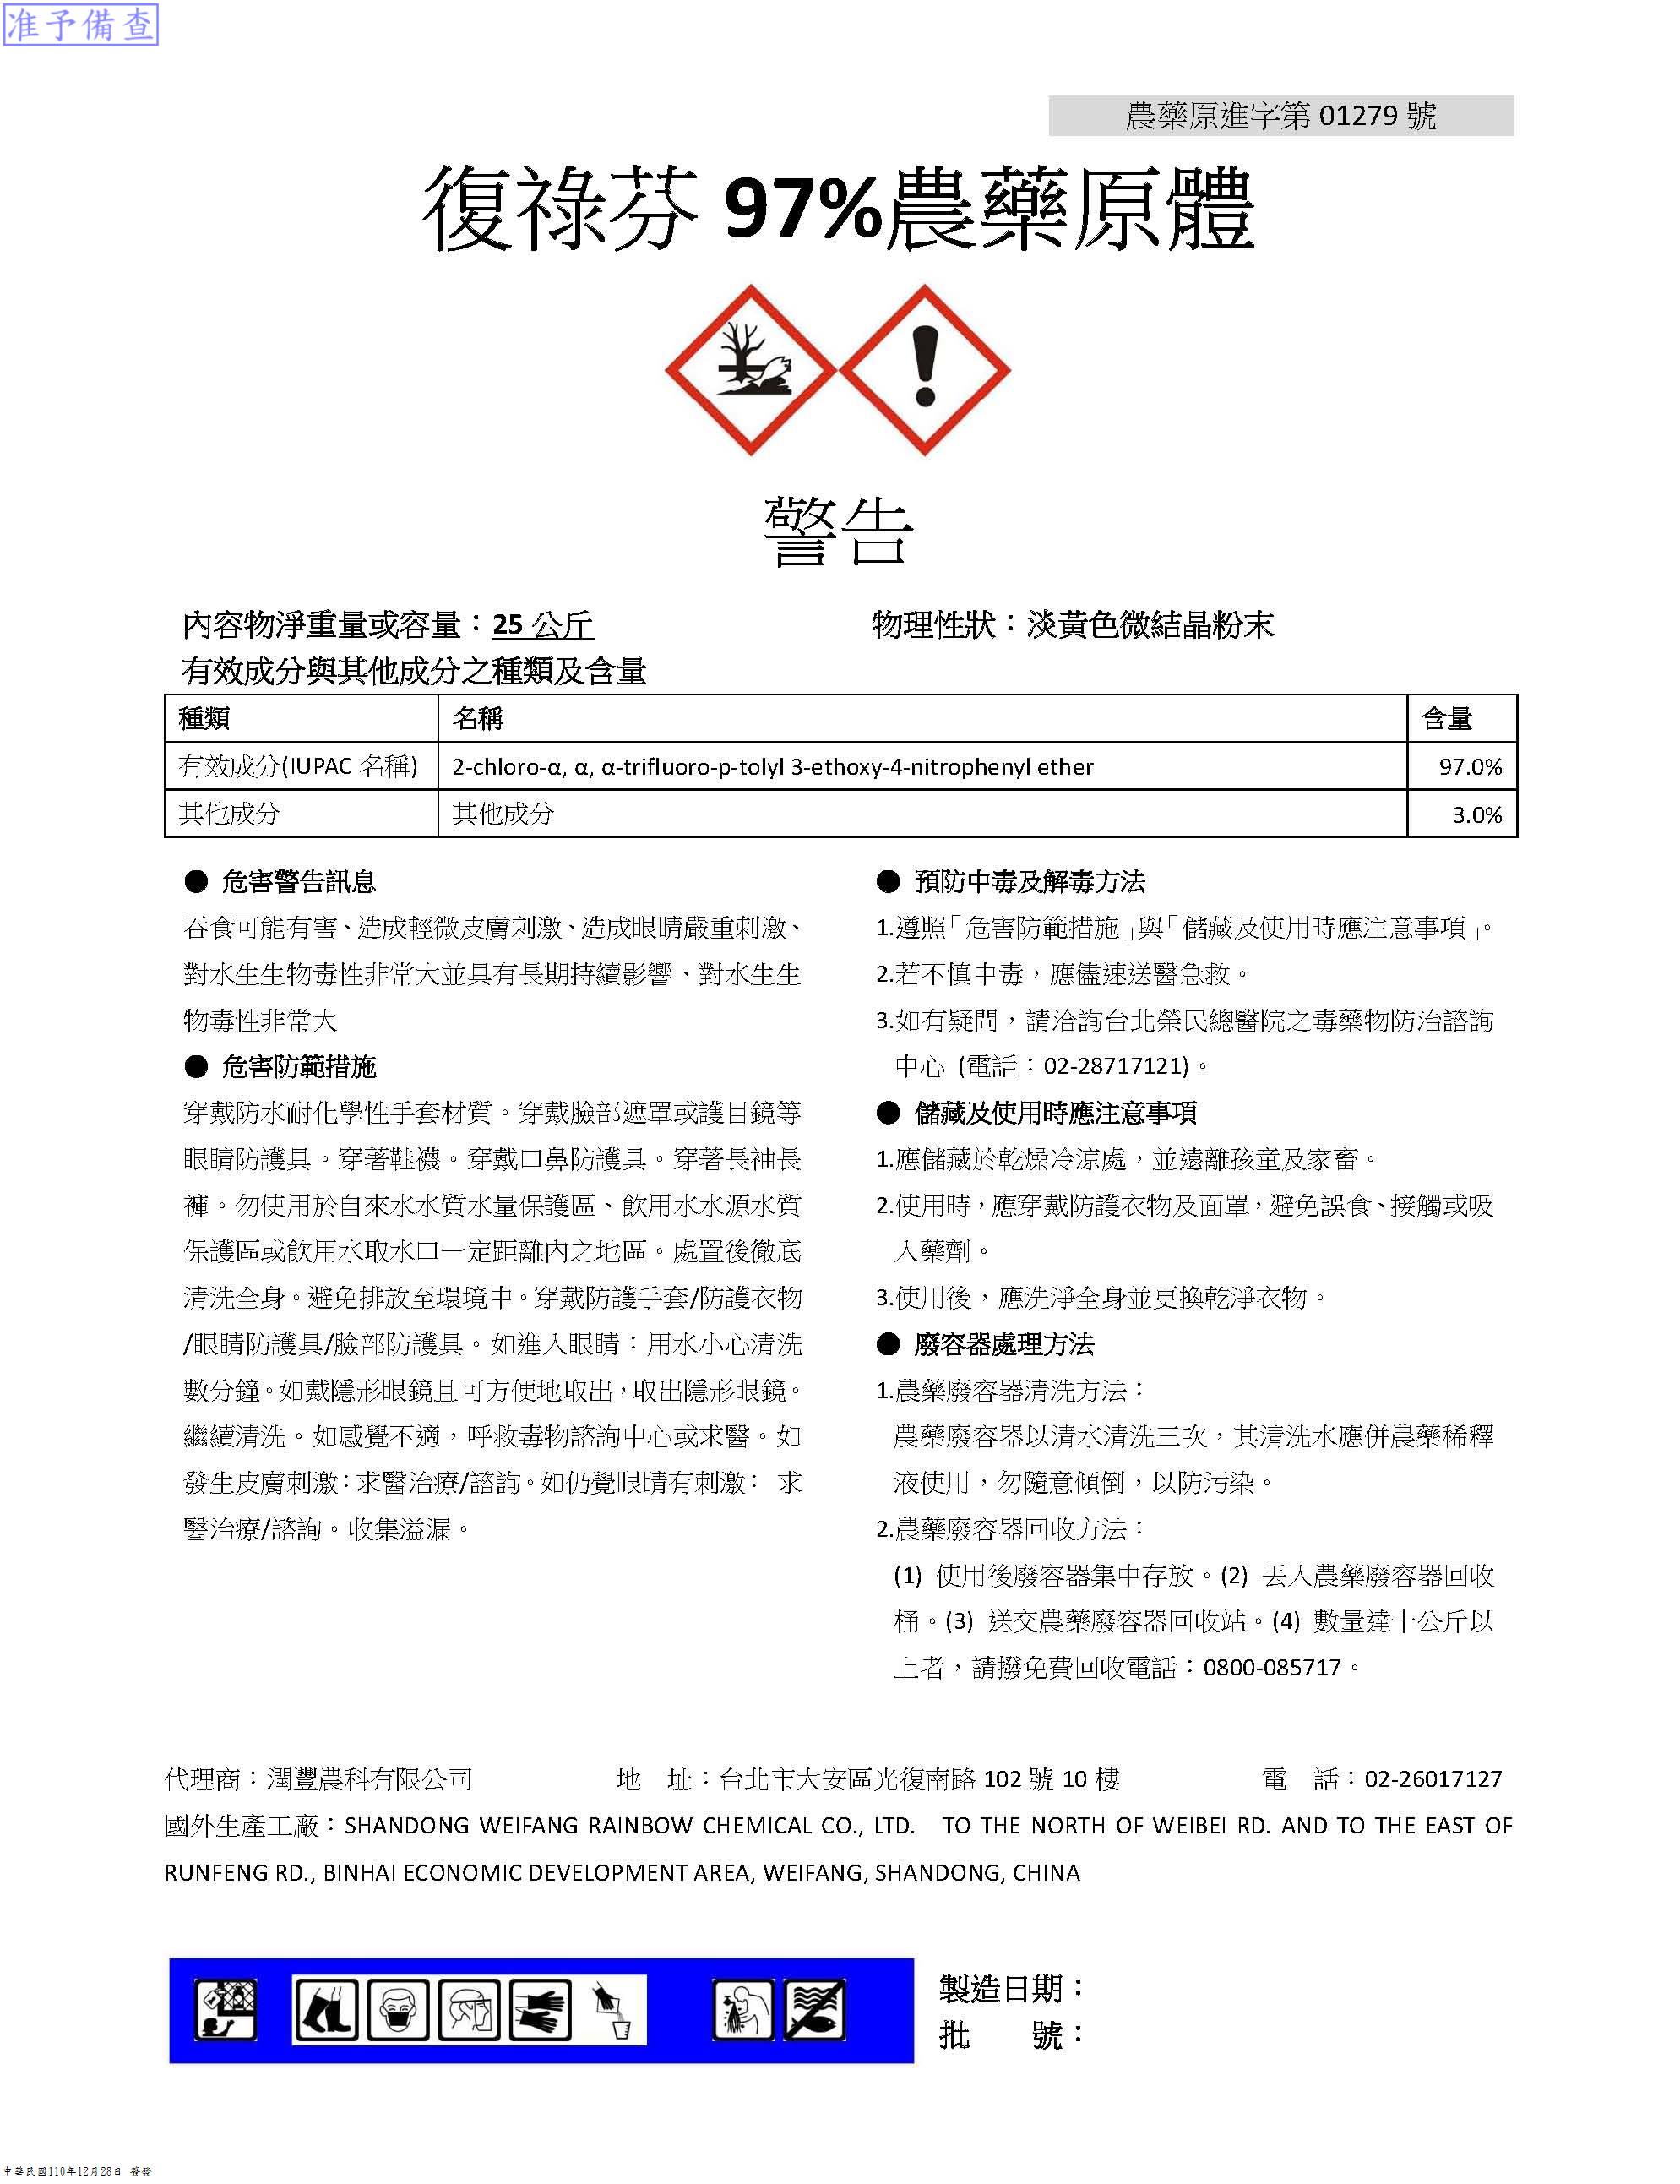 准予備查
農藥原進字第 01279 號
復祿芬 97%農藥原體
警告
內容物淨重量或容量：25 公斤
物理性狀：淡黃色微結晶粉末
有效成分與其他成分之種類及含量
種類 名稱 含量
有效成分(IUPAC 名稱) 2-chloro-α, α, α-trifluoro-p-tolyl 3-ethoxy-4-nitrophenyl ether 97.0%
其他成分 其他成分 3.0%
● 危害警告訊息
吞食可能有害、造成輕微皮膚刺激、造成眼睛嚴重刺激、
對水生生物毒性非常大並具有長期持續影響、對水生生
物毒性非常大
● 危害防範措施
穿戴防水耐化學性手套材質。穿戴臉部遮罩或護目鏡等
眼睛防護具。穿著鞋襪。穿戴口鼻防護具。穿著長袖長
褲。勿使用於自來水水質水量保護區、飲用水水源水質
保護區或飲用水取水口一定距離內之地區。處置後徹底
清洗全身。避免排放至環境中。穿戴防護手套/防護衣物
/眼睛防護具/臉部防護具。如進入眼睛：用水小心清洗
數分鐘。如戴隱形眼鏡且可方便地取出，取出隱形眼鏡。
繼續清洗。如感覺不適，呼救毒物諮詢中心或求醫。如
發生皮膚刺激：求醫治療/諮詢。如仍覺眼睛有刺激： 求
醫治療/諮詢。收集溢漏。
● 預防中毒及解毒方法
1.遵照「危害防範措施」與「儲藏及使用時應注意事項」。
2.若不慎中毒，應儘速送醫急救。
3.如有疑問，請洽詢台北榮民總醫院之毒藥物防治諮詢
中心 (電話：02-28717121)。
● 儲藏及使用時應注意事項
1.應儲藏於乾燥冷涼處，並遠離孩童及家畜。
2.使用時，應穿戴防護衣物及面罩，避免誤食、接觸或吸
入藥劑。
3.使用後，應洗淨全身並更換乾淨衣物。
● 廢容器處理方法
1.農藥廢容器清洗方法：
農藥廢容器以清水清洗三次，其清洗水應併農藥稀釋
液使用，勿隨意傾倒，以防污染。
2.農藥廢容器回收方法：
(1) 使用後廢容器集中存放。(2) 丟入農藥廢容器回收
桶。(3) 送交農藥廢容器回收站。(4) 數量達十公斤以
上者，請撥免費回收電話：0800-085717。
代理商：潤豐農科有限公司 地　址：台北市大安區光復南路 102 號 10 樓 電　話：02-26017127
國外生產工廠：SHANDONG WEIFANG RAINBOW CHEMICAL CO., LTD. TO THE NORTH OF WEIBEI RD. AND TO THE EAST OF
RUNFENG RD., BINHAI ECONOMIC DEVELOPMENT AREA, WEIFANG, SHANDONG, CHINA
製造日期：
批　　號：
中華民國110年12月28日 簽發